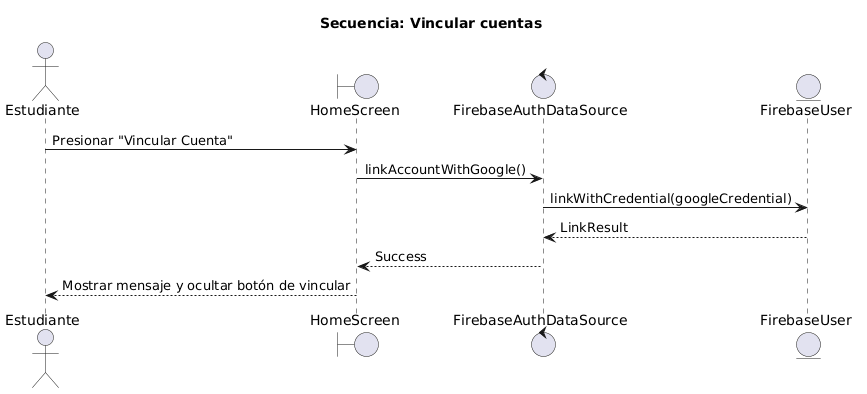 Secuencia: Vincular cuentas
Estudiante HomeScreen FirebaseAuthDataSource FirebaseUser
Presionar "Vincular Cuenta"
linkAccountWithGoogle()
linkWithCredential(googleCredential)
LinkResult
Success
Mostrar mensaje y ocultar botón de vincular
Estudiante HomeScreen FirebaseAuthDataSource FirebaseUser